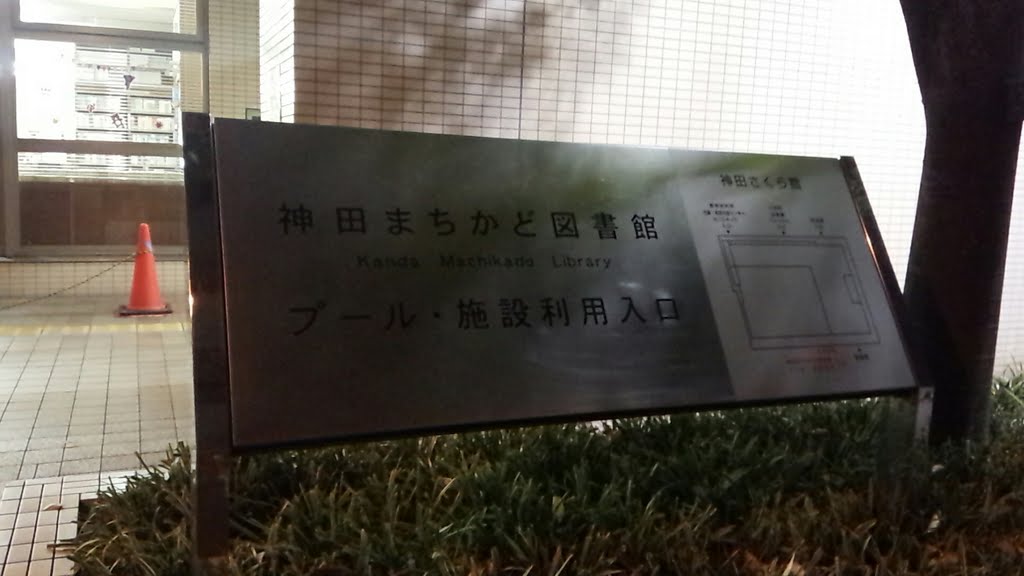 神田まちかど図書館
Kanda Machikado Library
プール・施設利用入口
神田さくら館